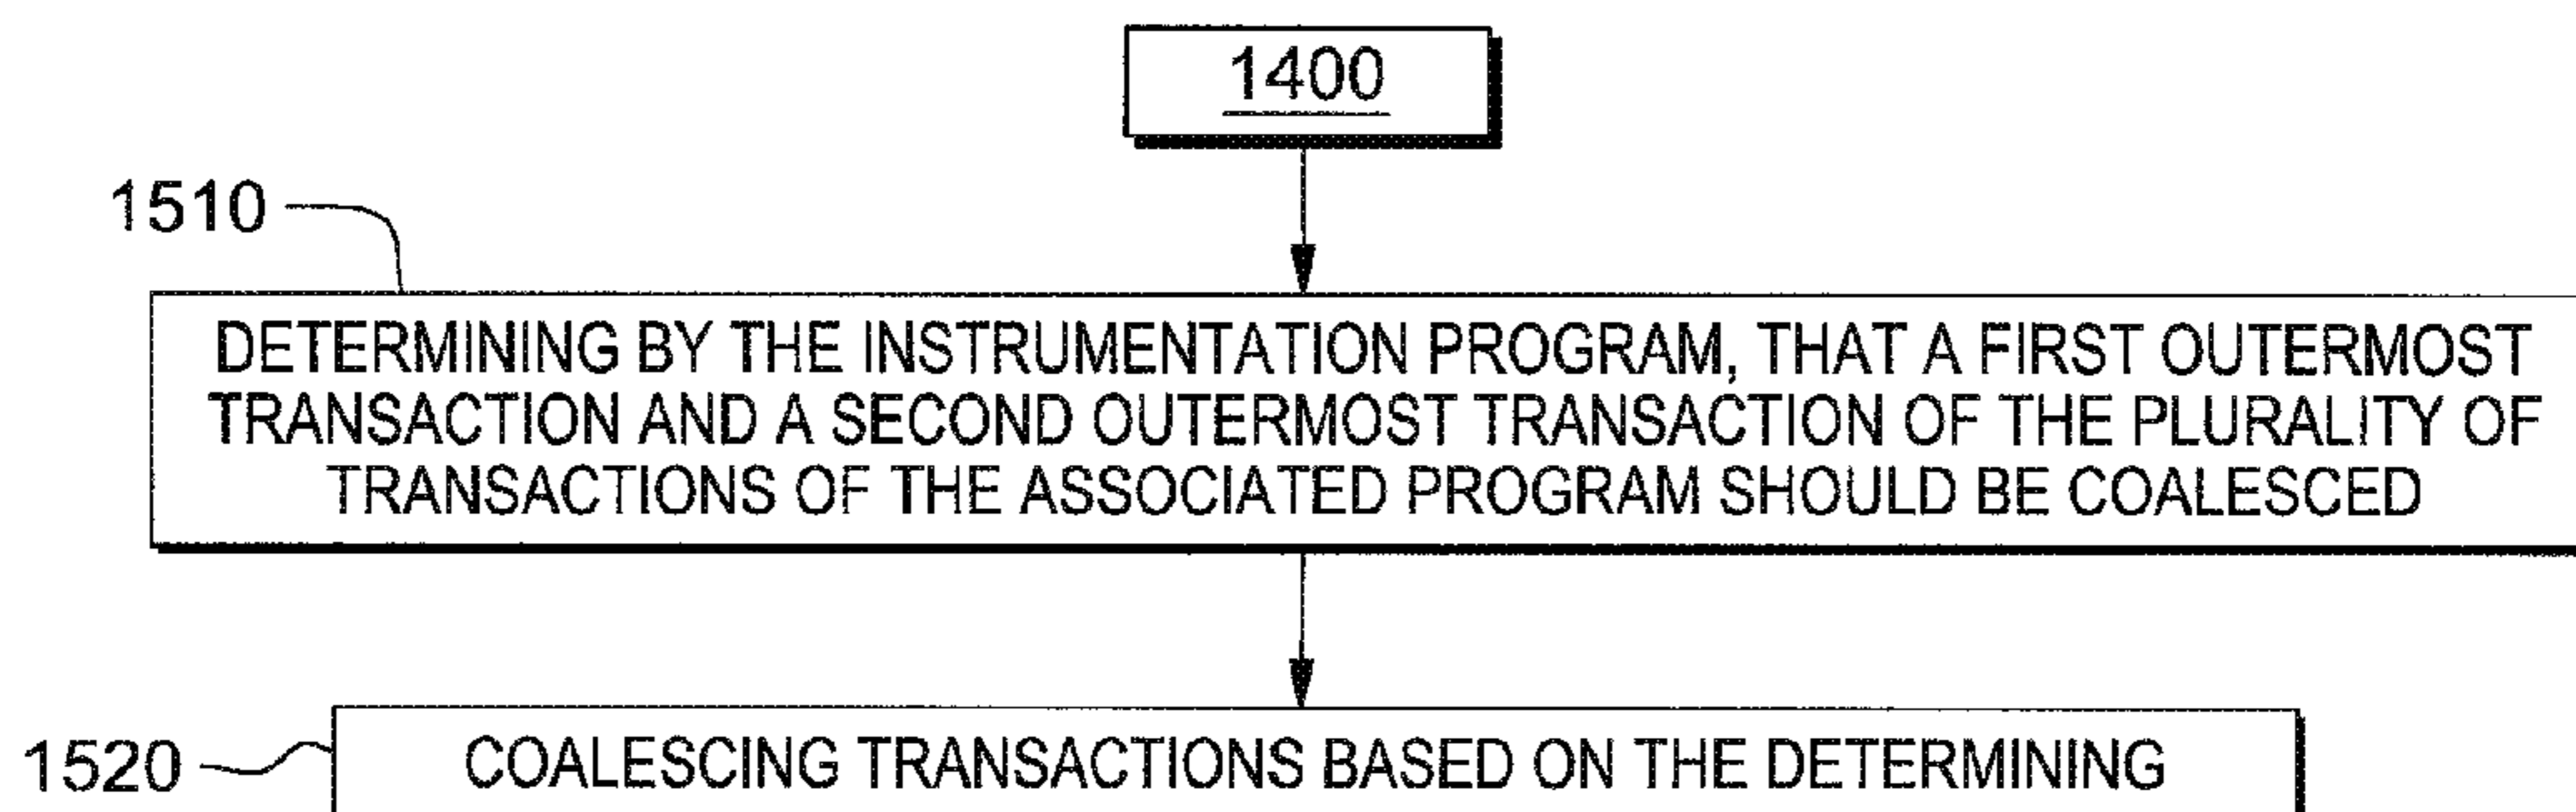 1400
1510
DETERMINING BY THE INSTRUMENTATION PROGRAM, THAT A FIRST OUTERMOST
TRANSACTION AND A SECOND OUTERMOST TRANSACTION OF THE PLURALITY OF
TRANSACTIONS OF THE ASSOCIATED PROGRAM SHOULD BE COALESCED
1520
COALESCING TRANSACTIONS BASED ON THE DETERMINING